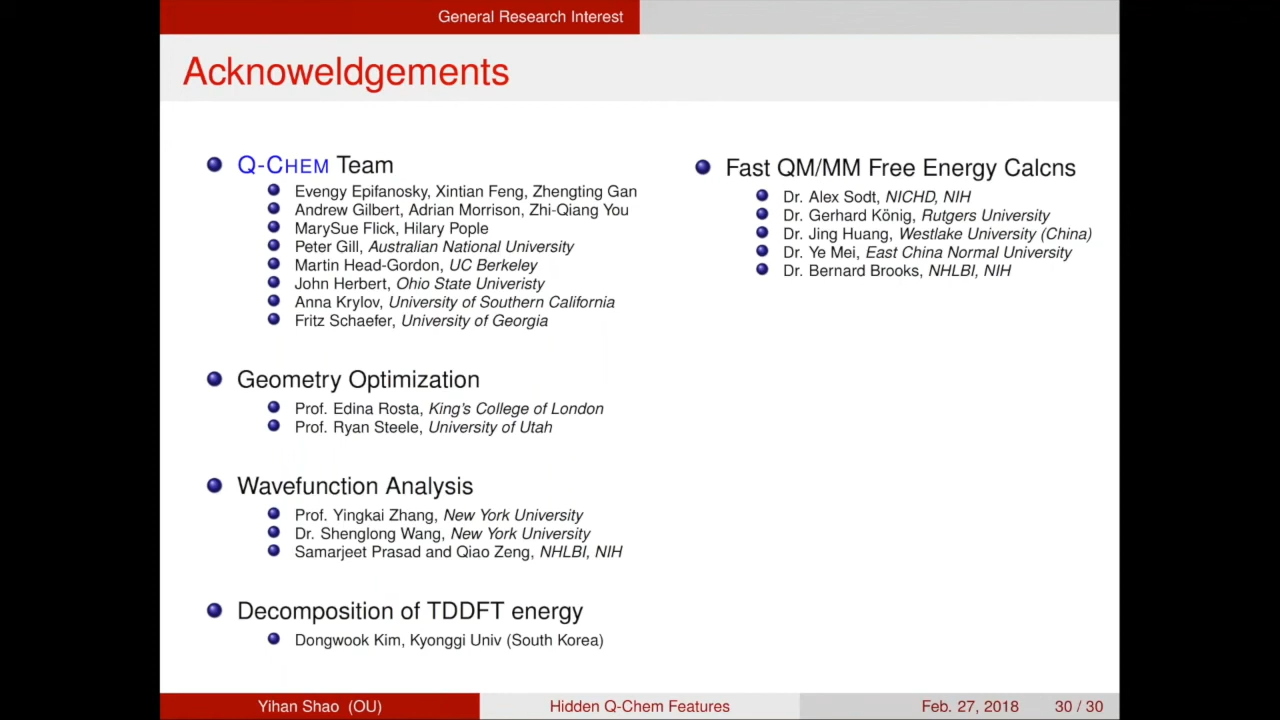 General Research Interest
Acknoweldgements
Q-CHEM Team
Evengy Epifanosky, Xintian Feng, Zhengting Gan
Andrew Gilbert, Adrian Morrison, Zhi-Qiang You
MarySue Flick, Hilary Pople
Peter Gill, Australian National University
Martin Head-Gordon, UC Berkeley
John Herbert, Ohio State Univeristy
Anna Krylov, University of Southern California
Fritz Schaefer, University of Georgia
Geometry Optimization
Prof. Edina Rosta, King's College of London
Prof. Ryan Steele, University of Utah
Wavefunction Analysis
Prof. Yingkai Zhang, New York University
Dr. Shenglong Wang, New York University
Samarjeet Prasad and Qiao Zeng, NHLBI, NIH
Decomposition of TDDFT energy
Dongwook Kim, Kyonggi Univ (South Korea)
Fast QM/MM Free Energy Calcns
Dr. Alex Sodt, NICHD, NIH
Dr. Gerhard König, Rutgers University
Dr. Jing Huang, Westlake University (China)
Dr. Ye Mei, East China Normal University
Dr. Bernard Brooks, NHLBI, NIH
Yihan Shao (OU)
Hidden Q-Chem Features
Feb. 27, 2018
30 / 30